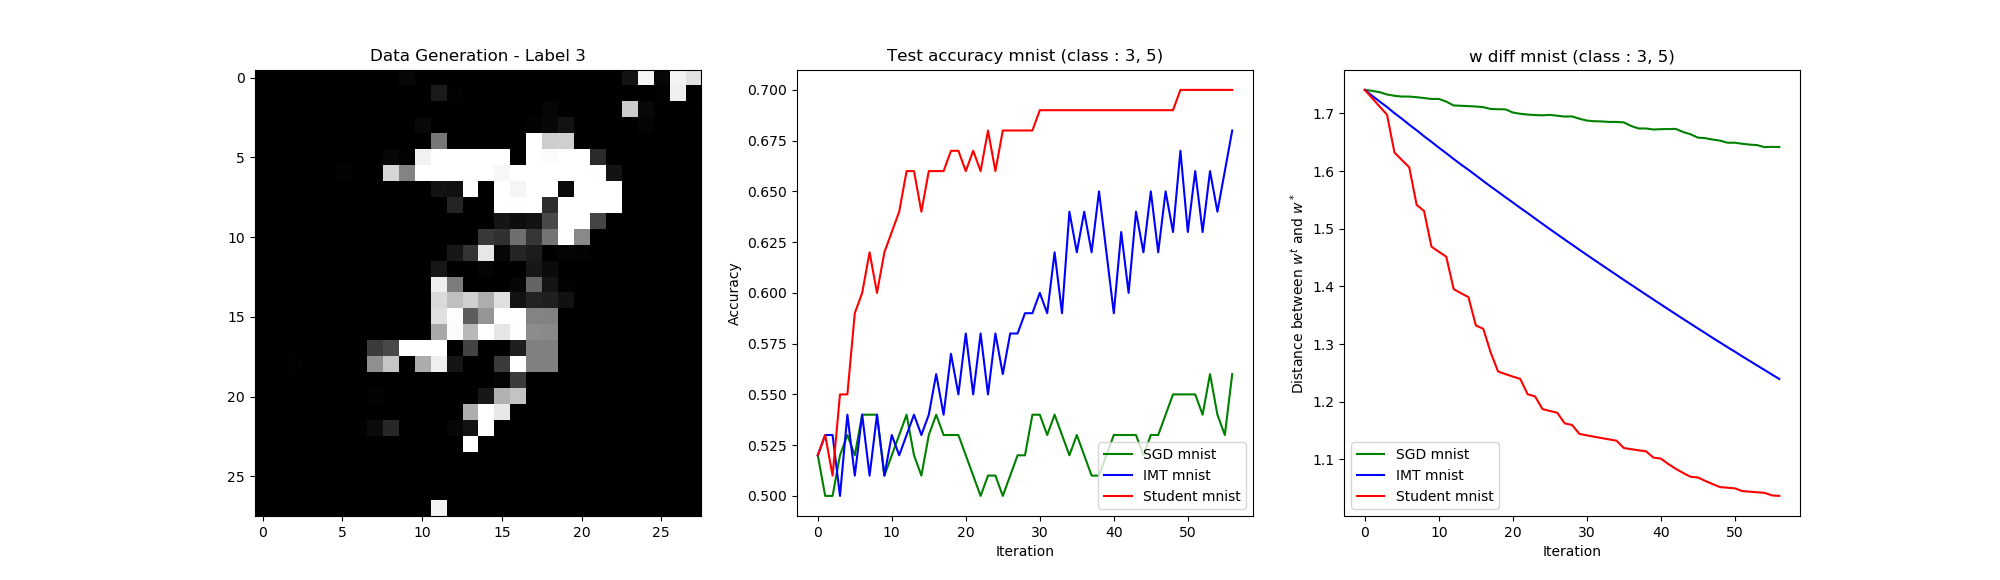 Data Generation - Label 3
0
5
10
15
20
25
0 5 10 15 20 25
Test accuracy mnist (class : 3, 5)
Accuracy
0.700
0.675
0.650
0.625
0.600
0.575
0.550
0.525
0.500
0 10 20 30 40 50
Iteration
SGD mnist
IMT mnist
Student mnist
w diff mnist (class : 3, 5)
Distance between w^t and w^*
1.7
1.6
1.5
1.4
1.3
1.2
1.1
0 10 20 30 40 50
Iteration
SGD mnist
IMT mnist
Student mnist